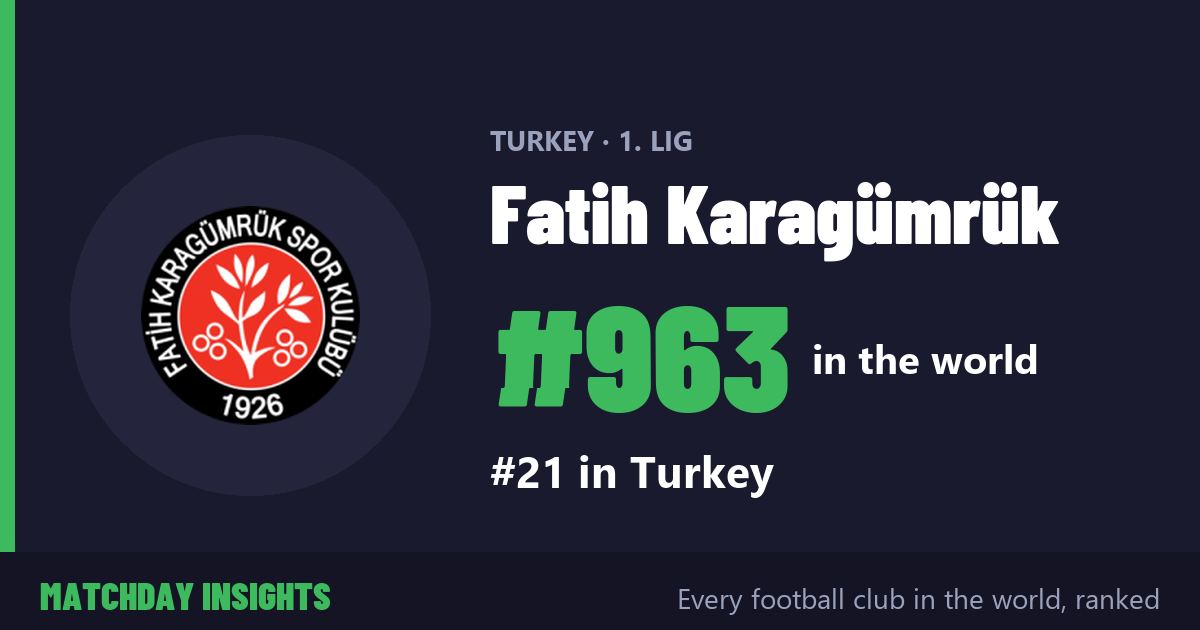 TURKEY · 1. LIG
Fatih Karagümrük
FATİH KARAGÜMRÜK SPOR KULÜBÜ
1926
#963 in the world
#21 in Turkey
MATCHDAY INSIGHTS
Every football club in the world, ranked